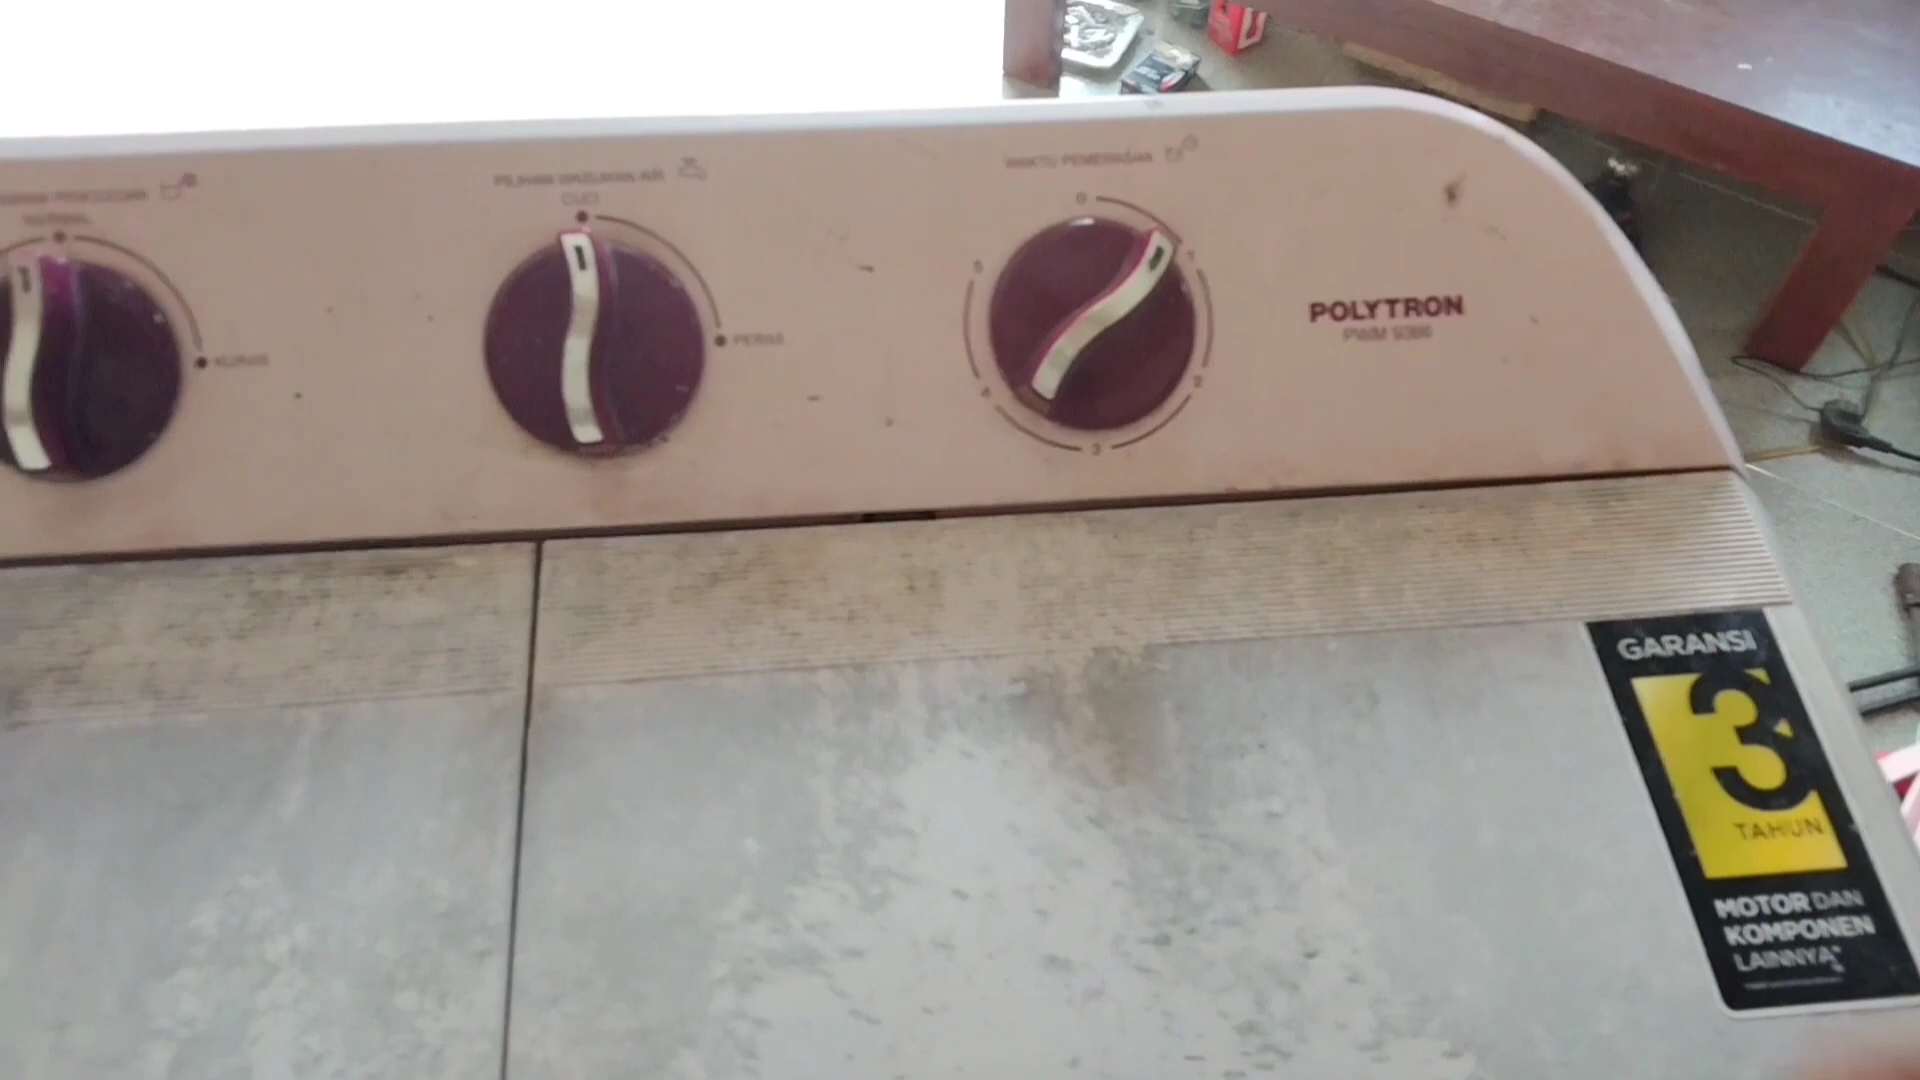 PILIHAN MASUKAN AIR
CUCI
PERAS
KURAS
NORMAL
WAKTU PEMERASAN
0
1
2
3
4
5
POLYTRON
GARANSI
3
TAHUN
MOTOR DAN
KOMPONEN
LAINNYA*